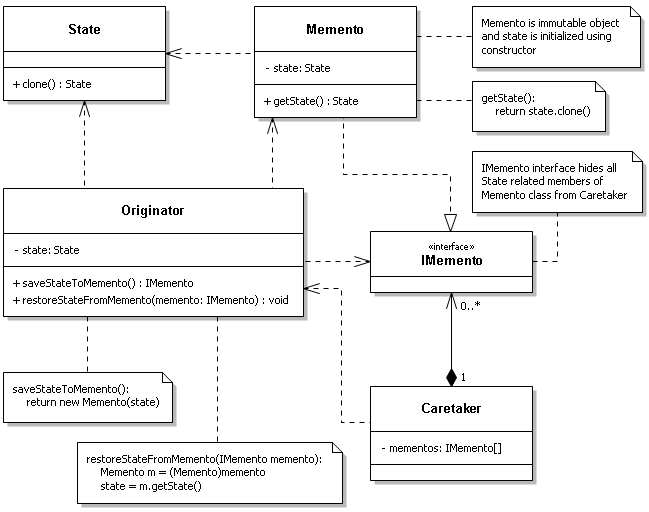 State
+ clone() : State
Memento
- state: State
+ getState() : State
Memento is immutable object
and state is initialized using
constructor
getState():
return state.clone()
IMemento interface hides all
State related members of
Memento class from Caretaker
Originator
- state: State
+ saveStateToMemento() : IMemento
+ restoreStateFromMemento(memento: IMemento) : void
«interface»
IMemento
0..*
1
Caretaker
- mementos: IMemento[]
saveStateToMemento():
return new Memento(state)
restoreStateFromMemento(IMemento memento):
Memento m = (Memento)memento
state = m.getState()